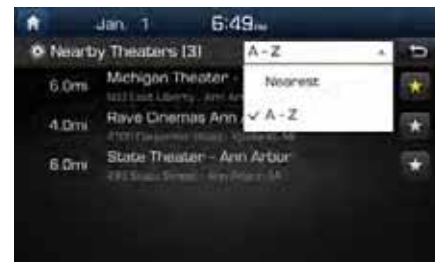 Jan. 1 6:49
Nearby Theaters (3) A - Z
Nearest
6.0mi Michigan Theater -
✓ A - Z
4.0mi Rave Cinemas Ann
6.0mi State Theater - Ann Arbor